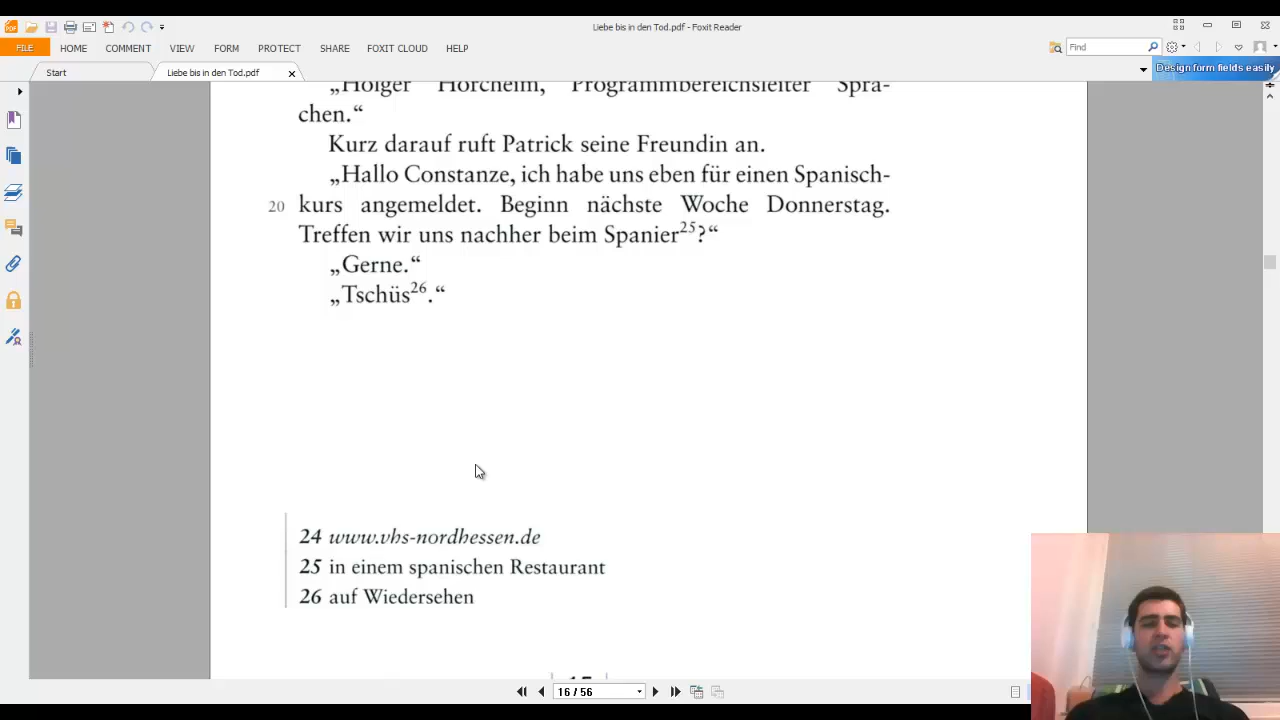 Liebe bis in den Tod.pdf - Foxit Reader
FILE HOME COMMENT VIEW FORM PROTECT SHARE FOXIT CLOUD HELP
Find
Start
Liebe bis in den Tod.pdf
Design form fields easily
„Holger Horcheim, Programmbereichsleiter Spra-
chen.“
Kurz darauf ruft Patrick seine Freundin an.
„Hallo Constanze, ich habe uns eben für einen Spanisch-
20 kurs angemeldet. Beginn nächste Woche Donnerstag.
Treffen wir uns nachher beim Spanier25?“
„Gerne.“
„Tschüs26.“
24 www.vhs-nordhessen.de
25 in einem spanischen Restaurant
26 auf Wiedersehen
16 / 56